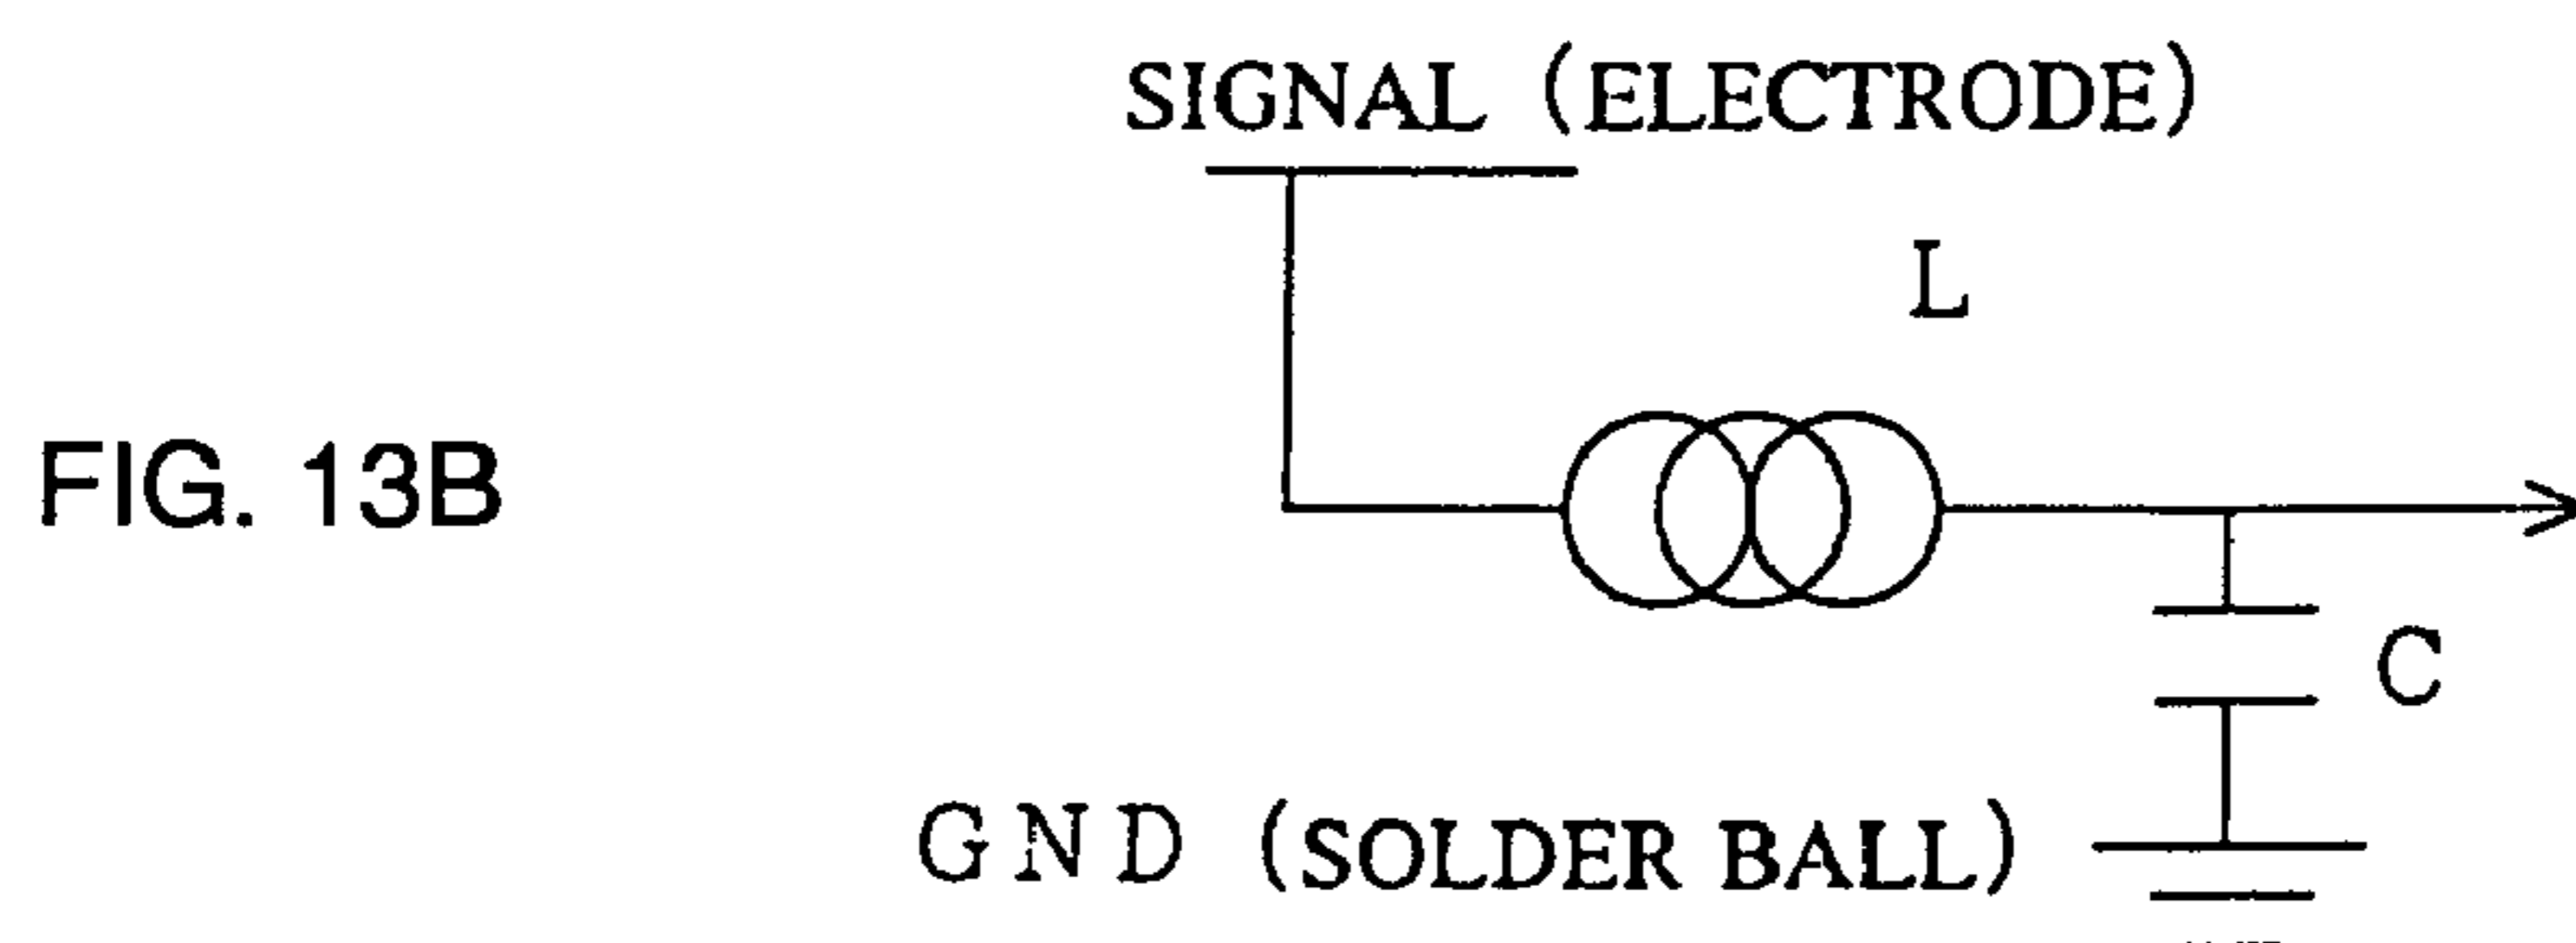 SIGNAL (ELECTRODE)
L
FIG. 13B
C
GND (SOLDER BALL)